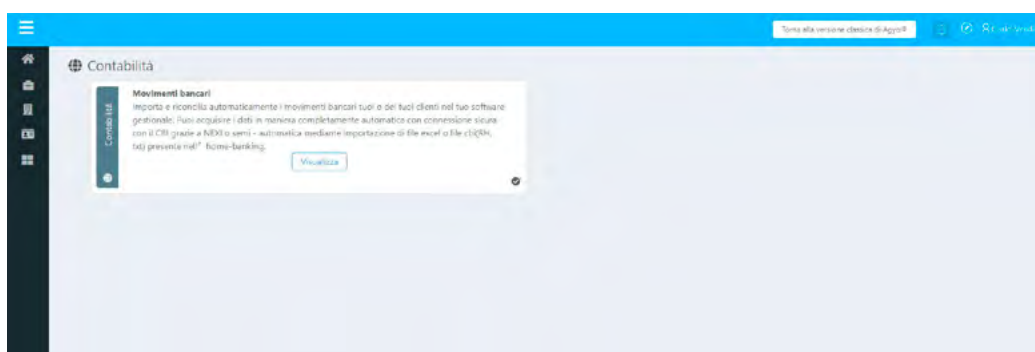 Torna alla versione classica di Agyo®
Contabilità
Contabilità
Movimenti bancari
Importa e riconcilia automaticamente i movimenti bancari tuoi o dei tuoi clienti nel tuo software
gestionale. Puoi acquisire i dati in maniera completamente automatica con connessione sicura
con il CBI grazie a NEXI o semi - automatica mediante importazione di file excel o file cbi(RH,
txt) presente nell' home-banking.
Visualizza